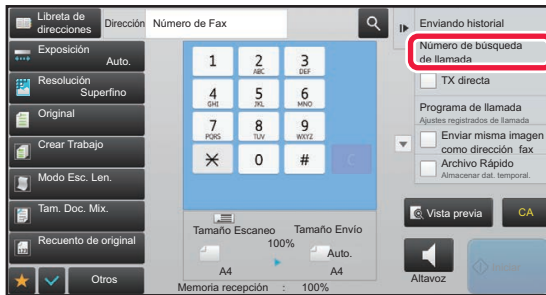 Libreta de
direcciones
Dirección
Número de Fax
Enviando historial
Número de búsqueda
de llamada
TX directa
Programa de llamada
Ajustes registrados de llamada
Enviar misma imagen
como dirección fax
Archivo Rápido
Almacenar dat. temporal.
Vista previa
CA
Altavoz
Exposición
Auto.
Resolución
Superfino
Original
Crear Trabajo
Modo Esc. Len.
Tam. Doc. Mix.
Recuento de original
Otros
1
2
ABC
3
DEF
4
GHI
5
JKL
6
MNO
7
PQRS
8
TUV
9
WXYZ
0
#
C
Tamaño Escaneo
Tamaño Envío
100%
Auto.
A4
A4
Memoria recepción : 100%